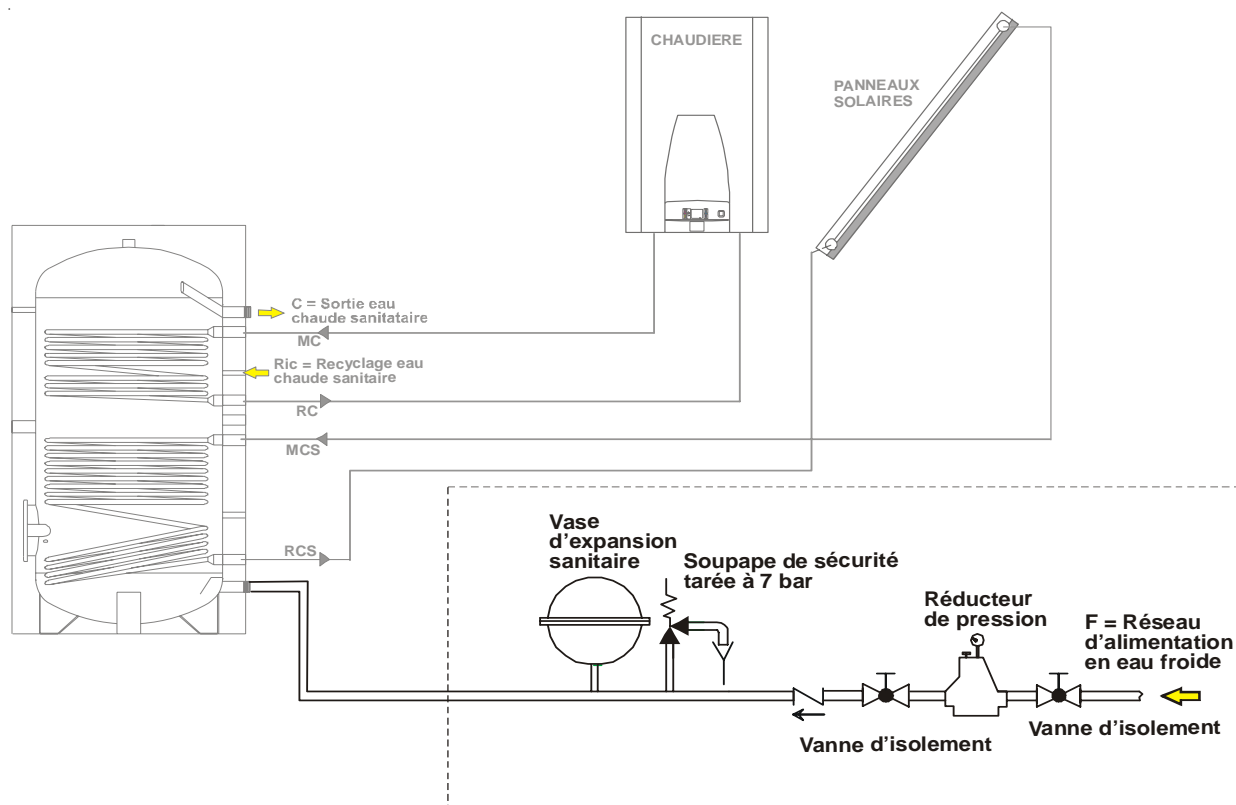 CHAUDIERE
PANNEAUX
SOLAIRES
C = Sortie eau
chaude sanitataire
MC
Ric = Recyclage eau
chaude sanitaire
RC
MCS
RCS
Vase
d'expansion
sanitaire
Soupape de sécurité
tarée à 7 bar
Réducteur
de pression
F = Réseau
d'alimentation
en eau froide
Vanne d'isolement
Vanne d'isolement